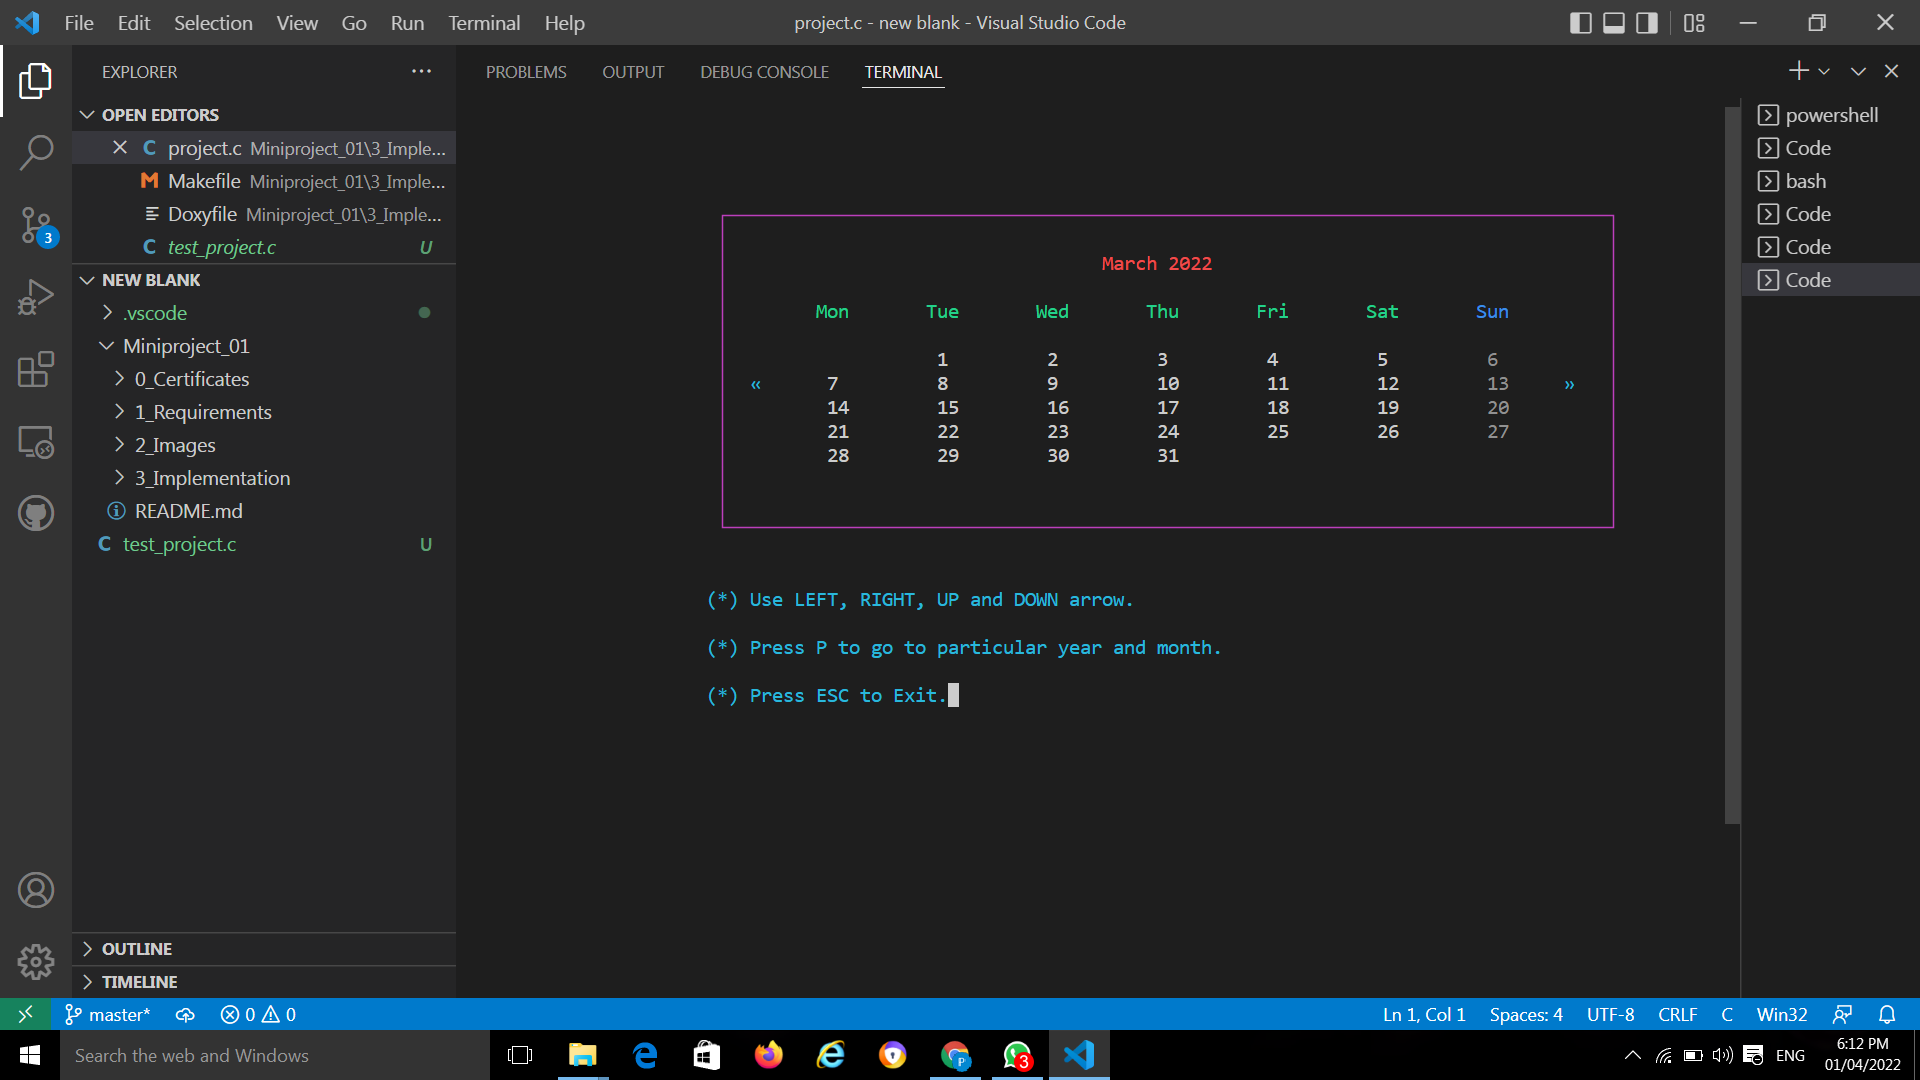 File Edit Selection View Go Run Terminal Help project.c - new blank - Visual Studio Code
EXPLORER
OPEN EDITORS
project.c Miniproject_01\3_Imple...
Makefile Miniproject_01\3_Imple...
Doxyfile Miniproject_01\3_Imple...
test_project.c U
NEW BLANK
.vscode
Miniproject_01
0_Certificates
1_Requirements
2_Images
3_Implementation
README.md
test_project.c U
OUTLINE
TIMELINE
3
PROBLEMS OUTPUT DEBUG CONSOLE TERMINAL
March 2022
Mon Tue Wed Thu Fri Sat Sun
1 2 3 4 5 6
« 7 8 9 10 11 12 13 »
14 15 16 17 18 19 20
21 22 23 24 25 26 27
28 29 30 31
(*) Use LEFT, RIGHT, UP and DOWN arrow.
(*) Press P to go to particular year and month.
(*) Press ESC to Exit.
powershell
Code
bash
Code
Code
Code
master* 0 0 Ln 1, Col 1 Spaces: 4 UTF-8 CRLF C Win32
Search the web and Windows P 3 ENG 6:12 PM
01/04/2022